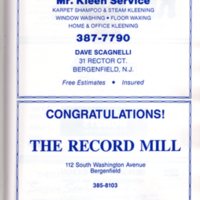 Mr. Kleen Service
KARPET SHAMPOO & STEAM KLEENING
WINDOW WASHING • FLOOR WAXING
HOME & OFFICE KLEENING
387-7790
DAVE SCAGNELLI
31 RECTOR CT.
BERGENFIELD, N.J.
Free Estimates • Insured
CONGRATULATIONS!
THE RECORD MILL
112 South Washington Avenue
Bergenfield
385-8103